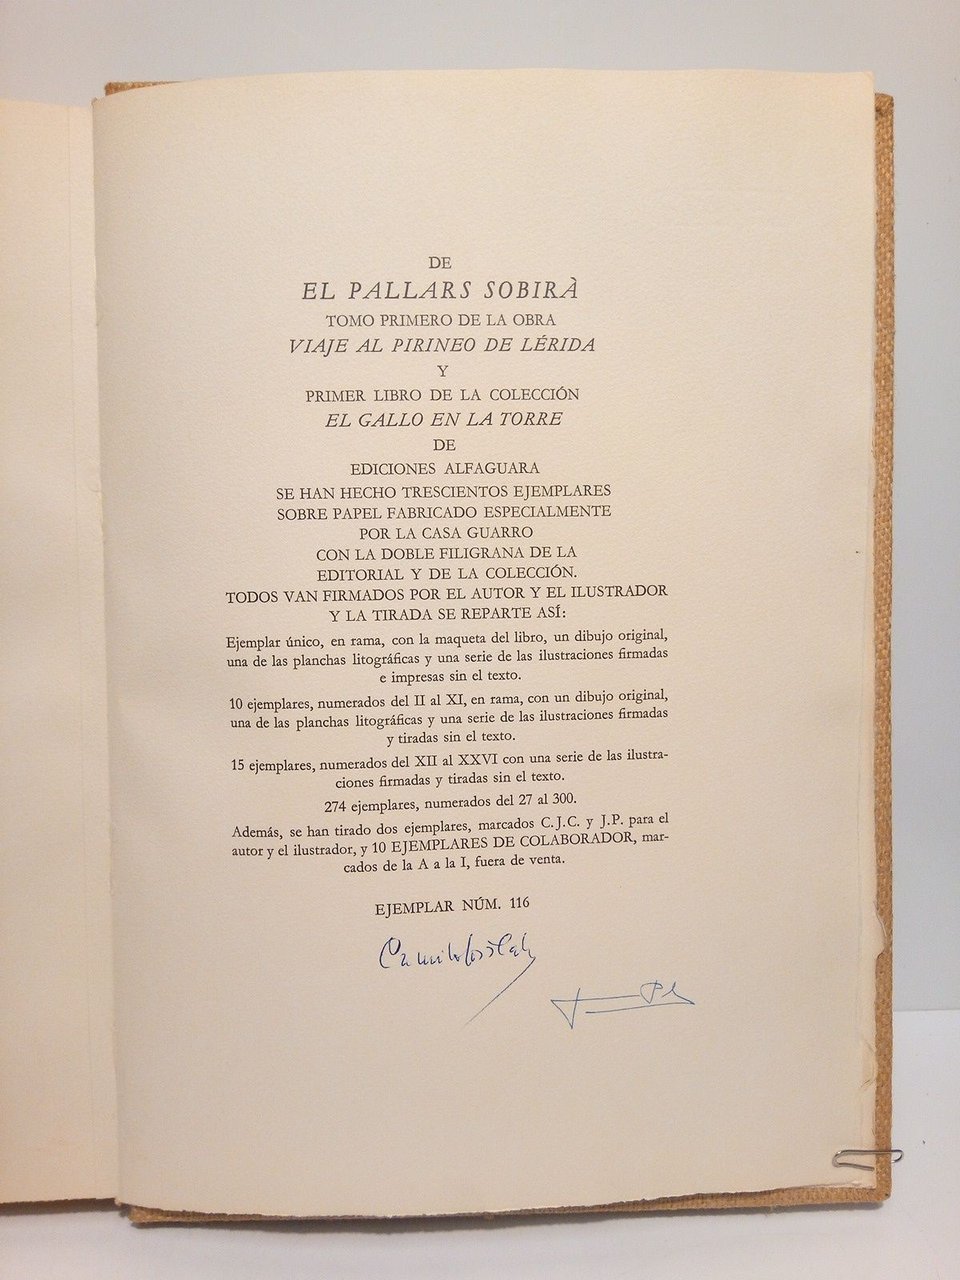 DE
EL PALLARS SOBIRÀ
TOMO PRIMERO DE LA OBRA
VIAJE AL PIRINEO DE LÉRIDA
Y
PRIMER LIBRO DE LA COLECCIÓN
EL GALLO EN LA TORRE
DE
EDICIONES ALFAGUARA
SE HAN HECHO TRESCIENTOS EJEMPLARES
SOBRE PAPEL FABRICADO ESPECIALMENTE
POR LA CASA GUARRO
CON LA DOBLE FILIGRANA DE LA
EDITORIAL Y DE LA COLECCIÓN.
TODOS VAN FIRMADOS POR EL AUTOR Y EL ILUSTRADOR
Y LA TIRADA SE REPARTE ASÍ:
Ejemplar único, en rama, con la maqueta del libro, un dibujo original,
una de las planchas litográficas y una serie de las ilustraciones firmadas
e impresas sin el texto.
10 ejemplares, numerados del II al XI, en rama, con un dibujo original,
una de las planchas litográficas y una serie de las ilustraciones firmadas
y tiradas sin el texto.
15 ejemplares, numerados del XII al XXVI con una serie de las ilustra-
ciones firmadas y tiradas sin el texto.
274 ejemplares, numerados del 27 al 300.
Además, se han tirado dos ejemplares, marcados C.J.C. y J.P. para el
autor y el ilustrador, y 10 EJEMPLARES DE COLABORADOR, mar-
cados de la A a la I, fuera de venta.
EJEMPLAR NÚM. 116
Camilo José Cela